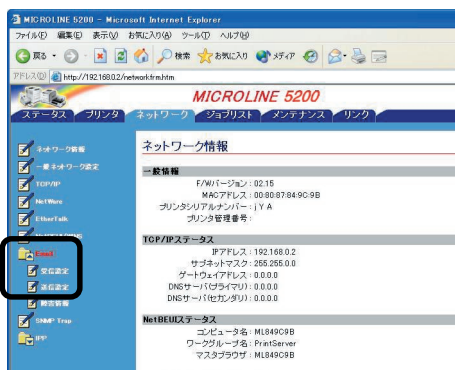 MICROLINE 5200 - Microsoft Internet Explorer
ファイル(F) 編集(E) 表示(V) お気に入り(A) ツール(T) ヘルプ(H)
戻る 検索 お気に入り メディア
アドレス(D) http://192.168.0.2/networkfrm.htm
MICROLINE 5200
ステータス プリンタ ネットワーク ジョブリスト メンテナンス リンク
ネットワーク情報
一般ネットワーク設定
TCP/IP
NetWare
EtherTalk
Email
受信設定
送信設定
SNMP Trap
IPP
ネットワーク情報
一般情報
F/Wバージョン : 02.15
MACアドレス : 00:80:87:84:9C:9B
プリンタシリアルナンバー : j Y A
プリンタ管理番号 :
TCP/IPステータス
IPアドレス : 192.168.0.2
サブネットマスク : 255.255.0.0
ゲートウェイアドレス : 0.0.0.0
DNSサーバ(プライマリ) : 0.0.0.0
DNSサーバ(セカンダリ) : 0.0.0.0
NetBEUIステータス
コンピュータ名 : ML849C9B
ワークグループ名 : PrintServer
マスタブラウザ : ML849C9B